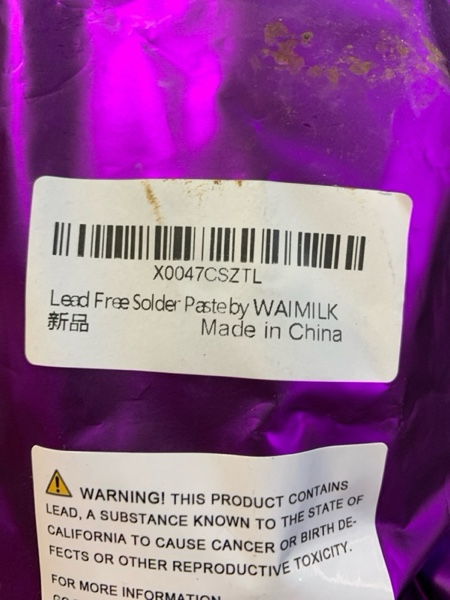 X0047CSZTL
Lead Free Solder Paste by WAIMILK
新品 Made in China
WARNING! THIS PRODUCT CONTAINS
LEAD, A SUBSTANCE KNOWN TO THE STATE OF
CALIFORNIA TO CAUSE CANCER OR BIRTH DE-
FECTS OR OTHER REPRODUCTIVE TOXICITY.
FOR MORE INFORMATION